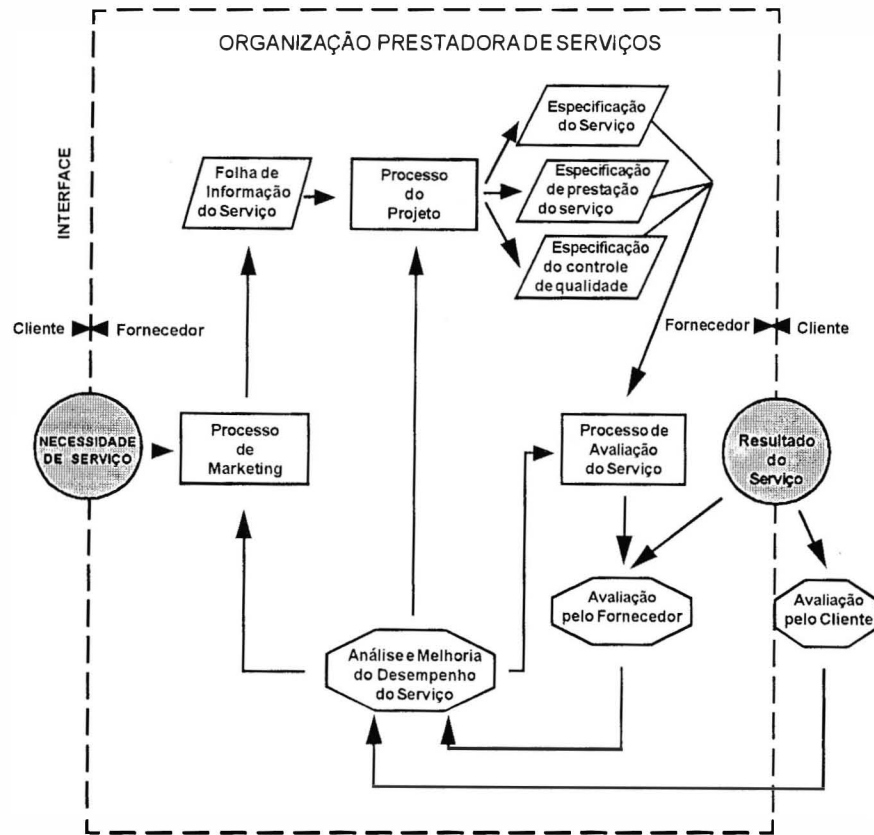 ORGANIZAÇÃO PRESTADORA DE SERVIÇOS
INTERFACE
Especificação
do Serviço
Folha de
Informação
do Serviço
Processo
do
Projeto
Especificação
de prestação
do serviço
Especificação
do controle
de qualidade
Cliente
Fornecedor
Fornecedor
Cliente
NECESSIDADE
DE SERVIÇO
Processo
de
Marketing
Processo de
Avaliação
do Serviço
Resultado
do
Serviço
Avaliação
pelo Fornecedor
Avaliação
pelo Cliente
Análise e Melhoria
do Desempenho
do Serviço